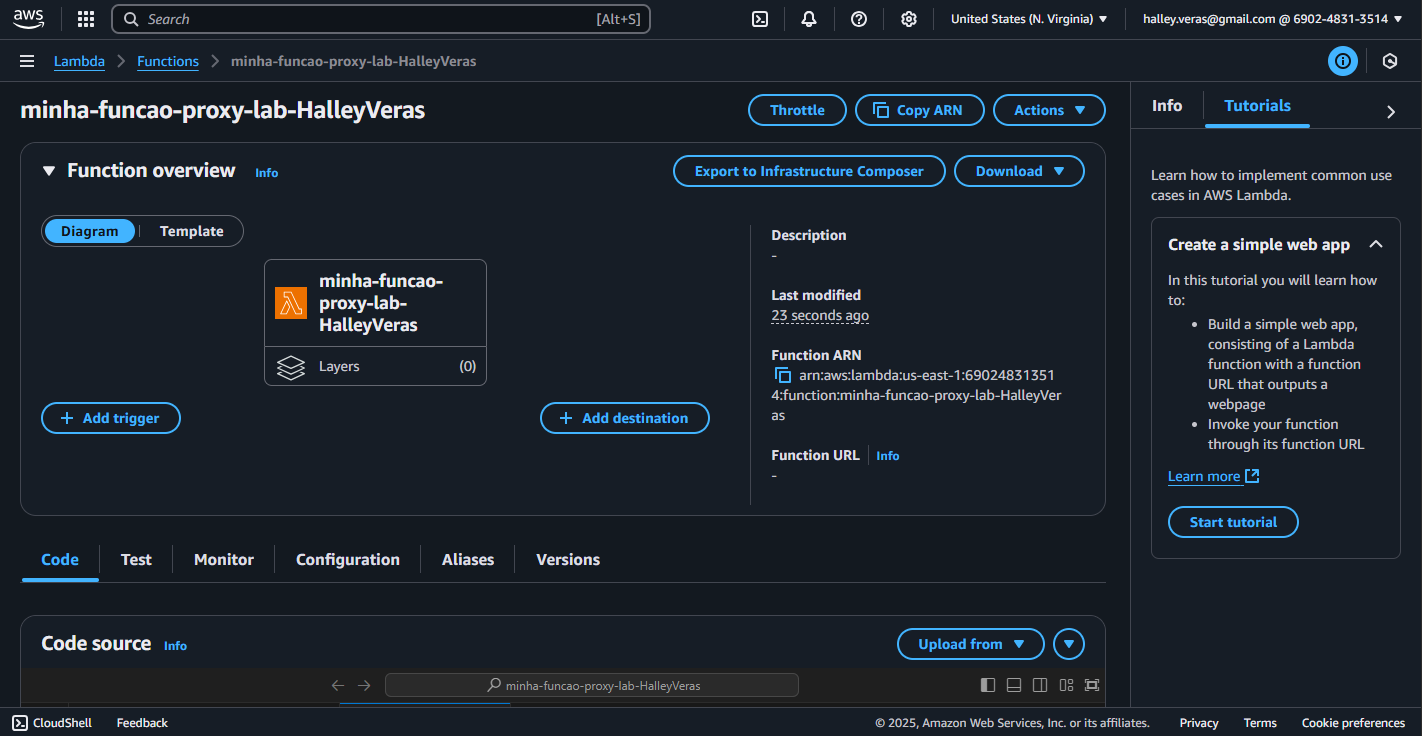 aws
Search [Alt+S]
United States (N. Virginia) halley.veras@gmail.com @ 6902-4831-3514
Lambda Functions minha-funcao-proxy-lab-HalleyVeras
minha-funcao-proxy-lab-HalleyVeras
Throttle Copy ARN Actions
Function overview Info
Export to Infrastructure Composer Download
Diagram Template
minha-funcao-
proxy-lab-
HalleyVeras
Layers (0)
Add trigger
Add destination
Description
-
Last modified
23 seconds ago
Function ARN
arn:aws:lambda:us-east-1:69024831351
4:function:minha-funcao-proxy-lab-HalleyVer
as
Function URL Info
-
Code Test Monitor Configuration Aliases Versions
Code source Info
Upload from
minha-funcao-proxy-lab-HalleyVeras
Info Tutorials
Learn how to implement common use
cases in AWS Lambda.
Create a simple web app
In this tutorial you will learn how
to:
• Build a simple web app,
consisting of a Lambda
function with a function
URL that outputs a
webpage
• Invoke your function
through its function URL
Learn more
Start tutorial
CloudShell Feedback
© 2025, Amazon Web Services, Inc. or its affiliates. Privacy Terms Cookie preferences